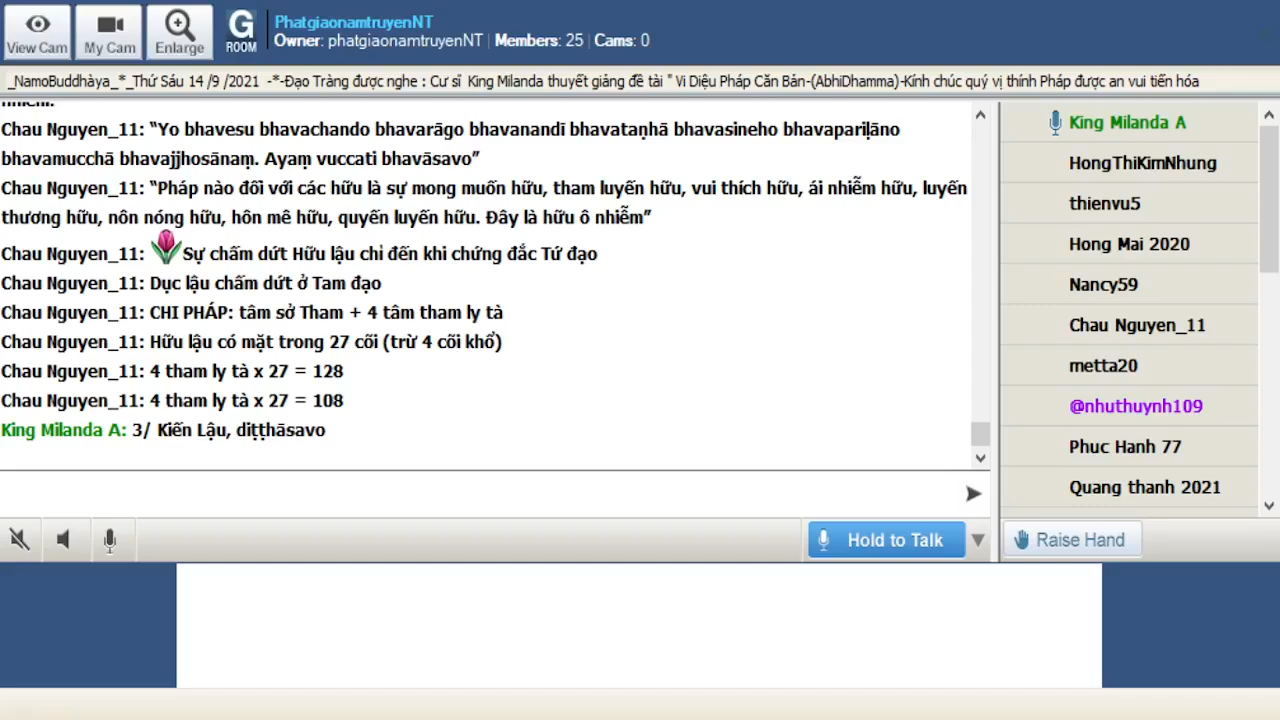 View Cam
My Cam
Enlarge
G
ROOM
PhatgiaonamtruyenNT
Owner: phatgiaonamtruyenNT | Members: 25 | Cams: 0
_NamoBuddhàya_*_Thứ Sáu 14 /9 /2021 -*-Đạo Tràng được nghe : Cư sĩ King Milanda thuyết giảng đề tài " Vi Diệu Pháp Căn Bản-(AbhiDhamma)-Kính chúc quý vị thính Pháp được an vui tiến hóa
Chau Nguyen_11: “Yo bhavesu bhavachando bhavarāgo bhavanandī bhavataṇhā bhavasineho bhavapariḷāno
bhavamucchā bhavajjhosānaṃ. Ayaṃ vuccati bhavāsavo”
Chau Nguyen_11: “Pháp nào đối với các hữu là sự mong muốn hữu, tham luyến hữu, vui thích hữu, ái nhiễm hữu, luyến
thương hữu, nôn nóng hữu, hôn mê hữu, quyến luyến hữu. Đây là hữu ô nhiễm”
Chau Nguyen_11: Sự chấm dứt Hữu lậu chỉ đến khi chứng đắc Tứ đạo
Chau Nguyen_11: Dục lậu chấm dứt ở Tam đạo
Chau Nguyen_11: CHI PHÁP: tâm sở Tham + 4 tâm tham ly tà
Chau Nguyen_11: Hữu lậu có mặt trong 27 cõi (trừ 4 cõi khổ)
Chau Nguyen_11: 4 tham ly tà x 27 = 128
Chau Nguyen_11: 4 tham ly tà x 27 = 108
King Milanda A: 3/ Kiến Lậu, diṭṭhāsavo
King Milanda A
HongThiKimNhung
thienvu5
Hong Mai 2020
Nancy59
Chau Nguyen_11
metta20
@nhuthuynh109
Phuc Hanh 77
Quang thanh 2021
Hold to Talk
Raise Hand